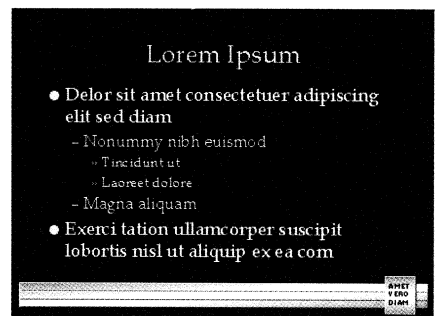 Lorem Ipsum
● Delor sit amet consectetuer adipiscing
elit sed diam
– Nonummy nibh euismod
» Tincidunt ut
» Laoreet dolore
– Magna aliquam
● Exerci tation ullamcorper suscipit
lobortis nisl ut aliquip ex ea com
AMET
VERO
DIAM